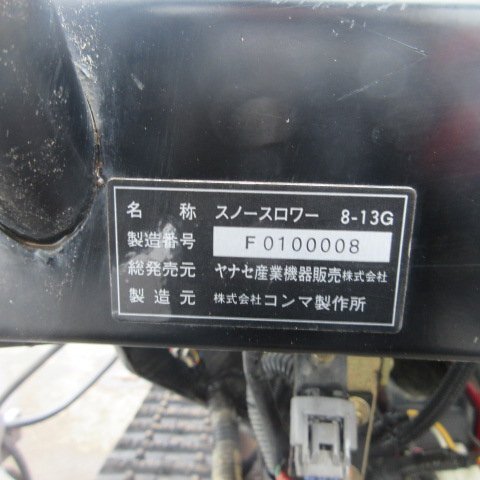 名称 スノースロワー 8-13G
製造番号 F0100008
総発売元 ヤナセ産業機器販売株式会社
製造元 株式会社コンマ製作所